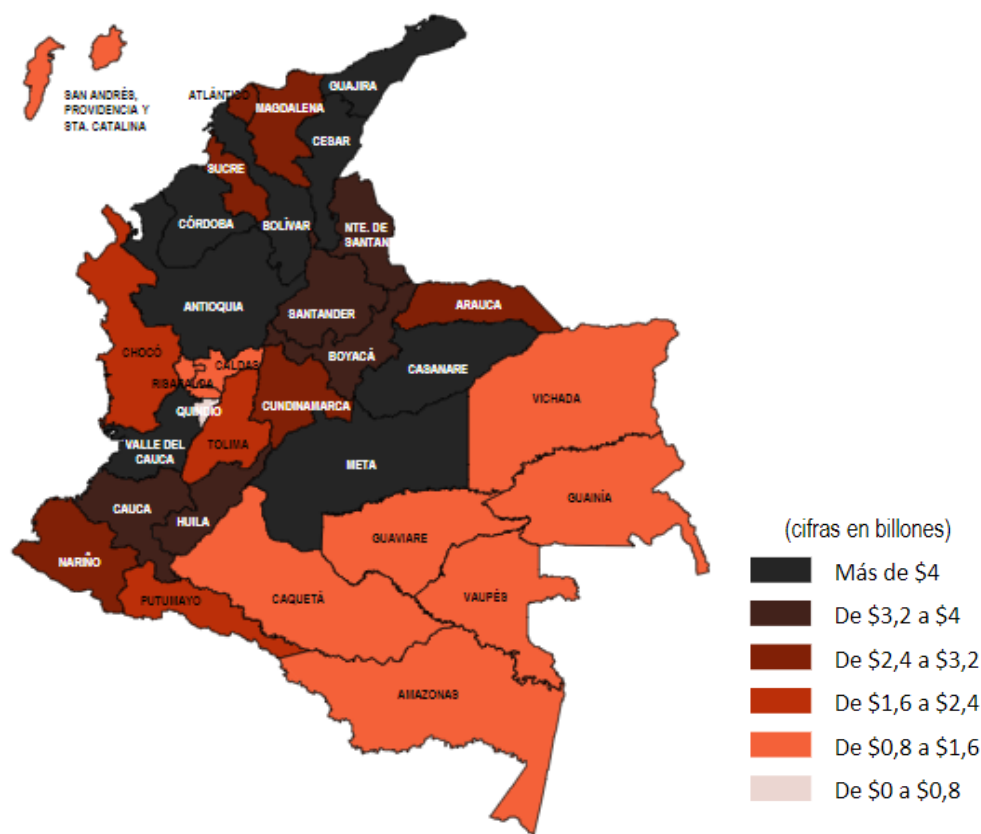 GUAJIRA
SAN ANDRÉS,
PROVIDENCIA Y
STA. CATALINA
ATLÁNTICO
MAGDALENA
CESAR
SUCRE
CÓRDOBA
BOLÍVAR
NTE. DE
SANTAN
ANTIOQUIA
SANTANDER
ARAUCA
CHOCÓ
BOYACÁ
CALDAS
CASANARE
RISARALDA
VICHADA
QUINDIO
CUNDINAMARCA
VALLE DEL
CAUCA
TOLIMA
META
GUAINÍA
CAUCA
HUILA
GUAVIARE
NARIÑO
PUTUMAYO
CAQUETÁ
VAUPÉS
AMAZONAS
(cifras en billones)
Más de $4
De $3,2 a $4
De $2,4 a $3,2
De $1,6 a $2,4
De $0,8 a $1,6
De $0 a $0,8